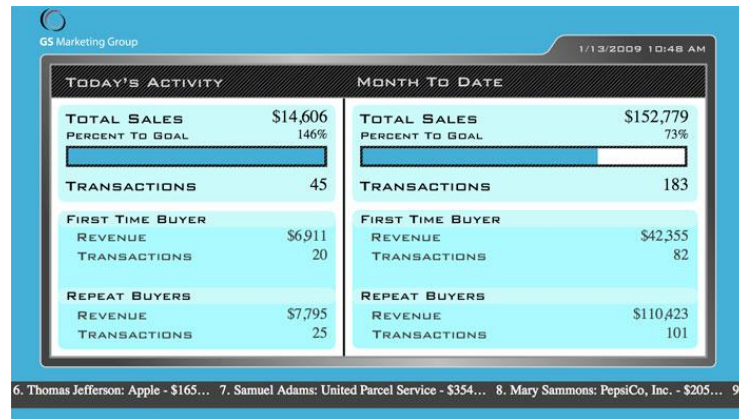 GS Marketing Group
1/13/2009 10:48 AM
Today's Activity
Total Sales $14,606
Percent To Goal 146%
Transactions 45
First Time Buyer
Revenue $6,911
Transactions 20
Repeat Buyers
Revenue $7,795
Transactions 25
Month To Date
Total Sales $152,779
Percent To Goal 73%
Transactions 183
First Time Buyer
Revenue $42,355
Transactions 82
Repeat Buyers
Revenue $110,423
Transactions 101
6. Thomas Jefferson: Apple - $165... 7. Samuel Adams: United Parcel Service - $354... 8. Mary Sammons: PepsiCo, Inc. - $205... 9